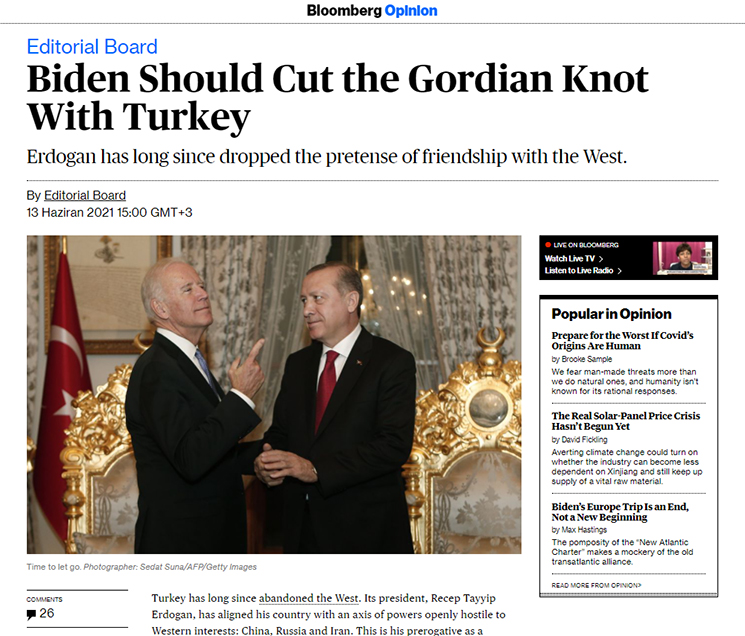 Bloomberg Opinion
Editorial Board
Biden Should Cut the Gordian Knot
With Turkey
Erdogan has long since dropped the pretense of friendship with the West.
By Editorial Board
13 Haziran 2021 15:00 GMT+3
LIVE ON BLOOMBERG
Watch Live TV >
Listen to Live Radio >
Popular in Opinion
Prepare for the Worst If Covid's
Origins Are Human
by Brooke Sample
We fear man-made threats more than
we do natural ones, and humanity isn't
known for its rational responses.
The Real Solar-Panel Price Crisis
Hasn't Begun Yet
by David Fickling
Averting climate change could turn on
whether the industry can become less
dependent on Xinjiang and still keep up
supply of a vital raw material.
Biden's Europe Trip Is an End,
Not a New Beginning
by Max Hastings
The pomposity of the “New Atlantic
Charter” makes a mockery of the old
transatlantic alliance.
READ MORE FROM OPINION>
Time to let go. Photographer: Sedat Suna/AFP/Getty Images
COMMENTS
26
Turkey has long since abandoned the West. Its president, Recep Tayyip
Erdogan, has aligned his country with an axis of powers openly hostile to
Western interests: China, Russia and Iran. This is his prerogative as a